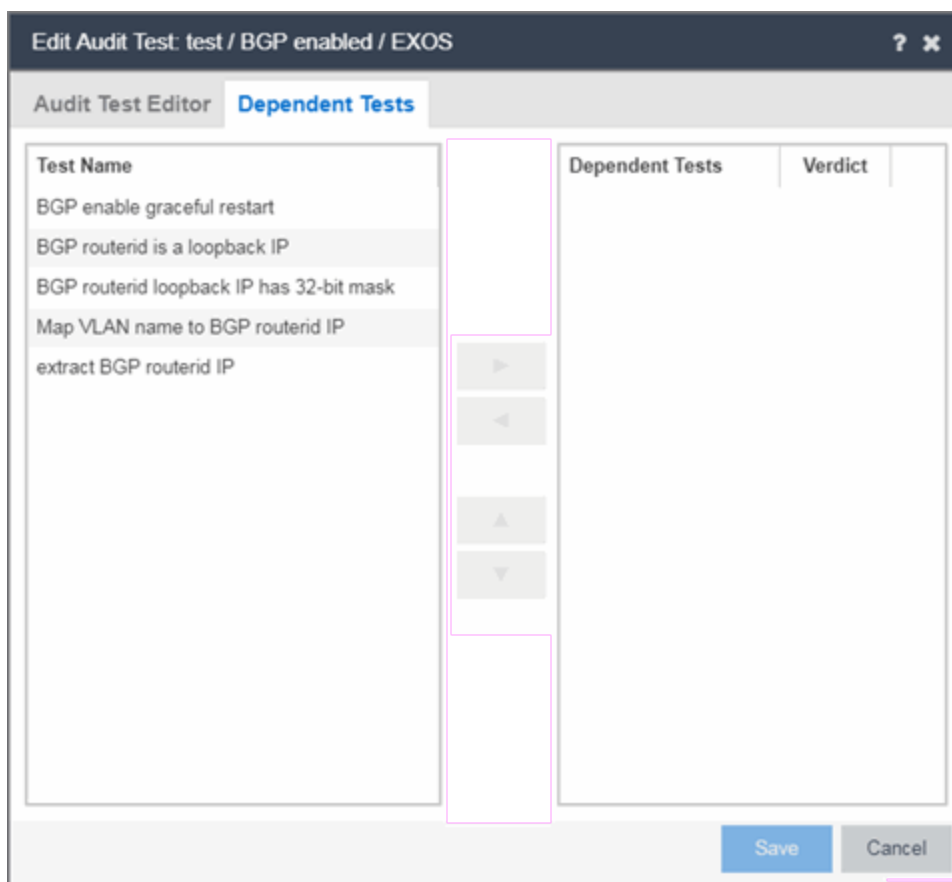 Edit Audit Test: test / BGP enabled / EXOS ? ✖
Audit Test Editor Dependent Tests
Test Name
BGP enable graceful restart
BGP routerid is a loopback IP
BGP routerid loopback IP has 32-bit mask
Map VLAN name to BGP routerid IP
extract BGP routerid IP
Dependent Tests Verdict
Save Cancel